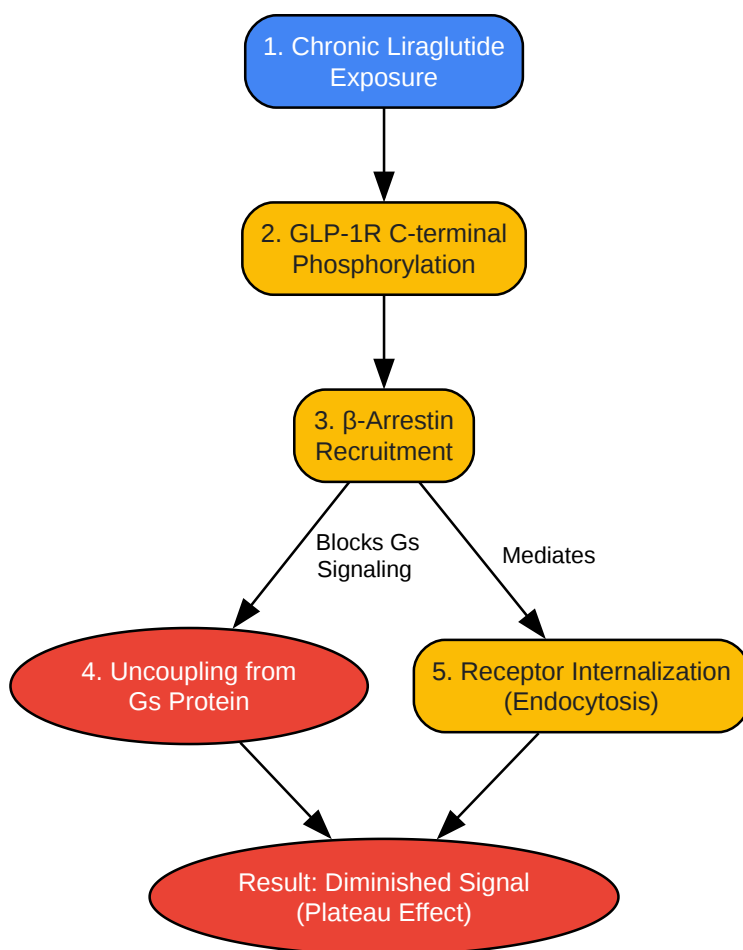 1. Chronic Liraglutide
Exposure
2. GLP-1R C-terminal
Phosphorylation
3. β-Arrestin
Recruitment
Blocks Gs
Signaling
Mediates
4. Uncoupling from
Gs Protein
5. Receptor Internalization
(Endocytosis)
Result: Diminished Signal
(Plateau Effect)